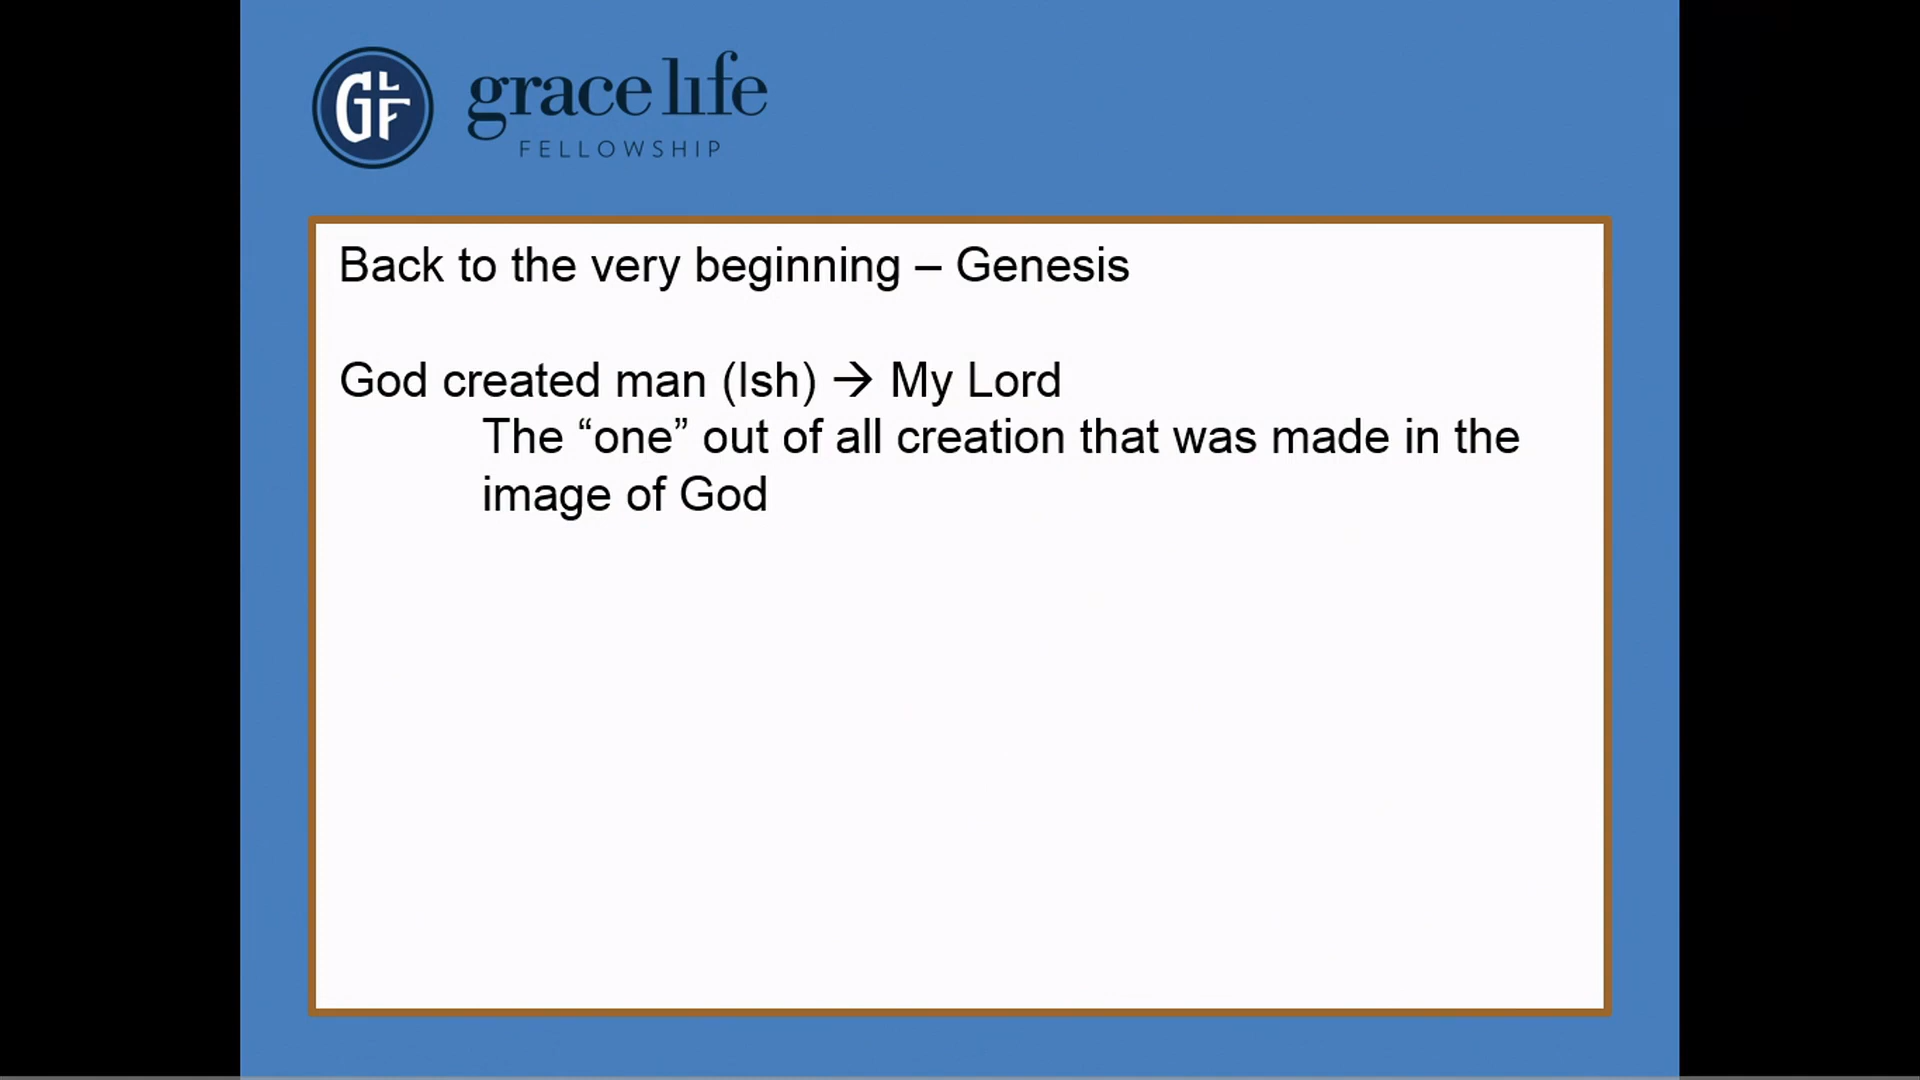 GLF
grace life
FELLOWSHIP
Back to the very beginning – Genesis
God created man (Ish) → My Lord
The “one” out of all creation that was made in the
image of God